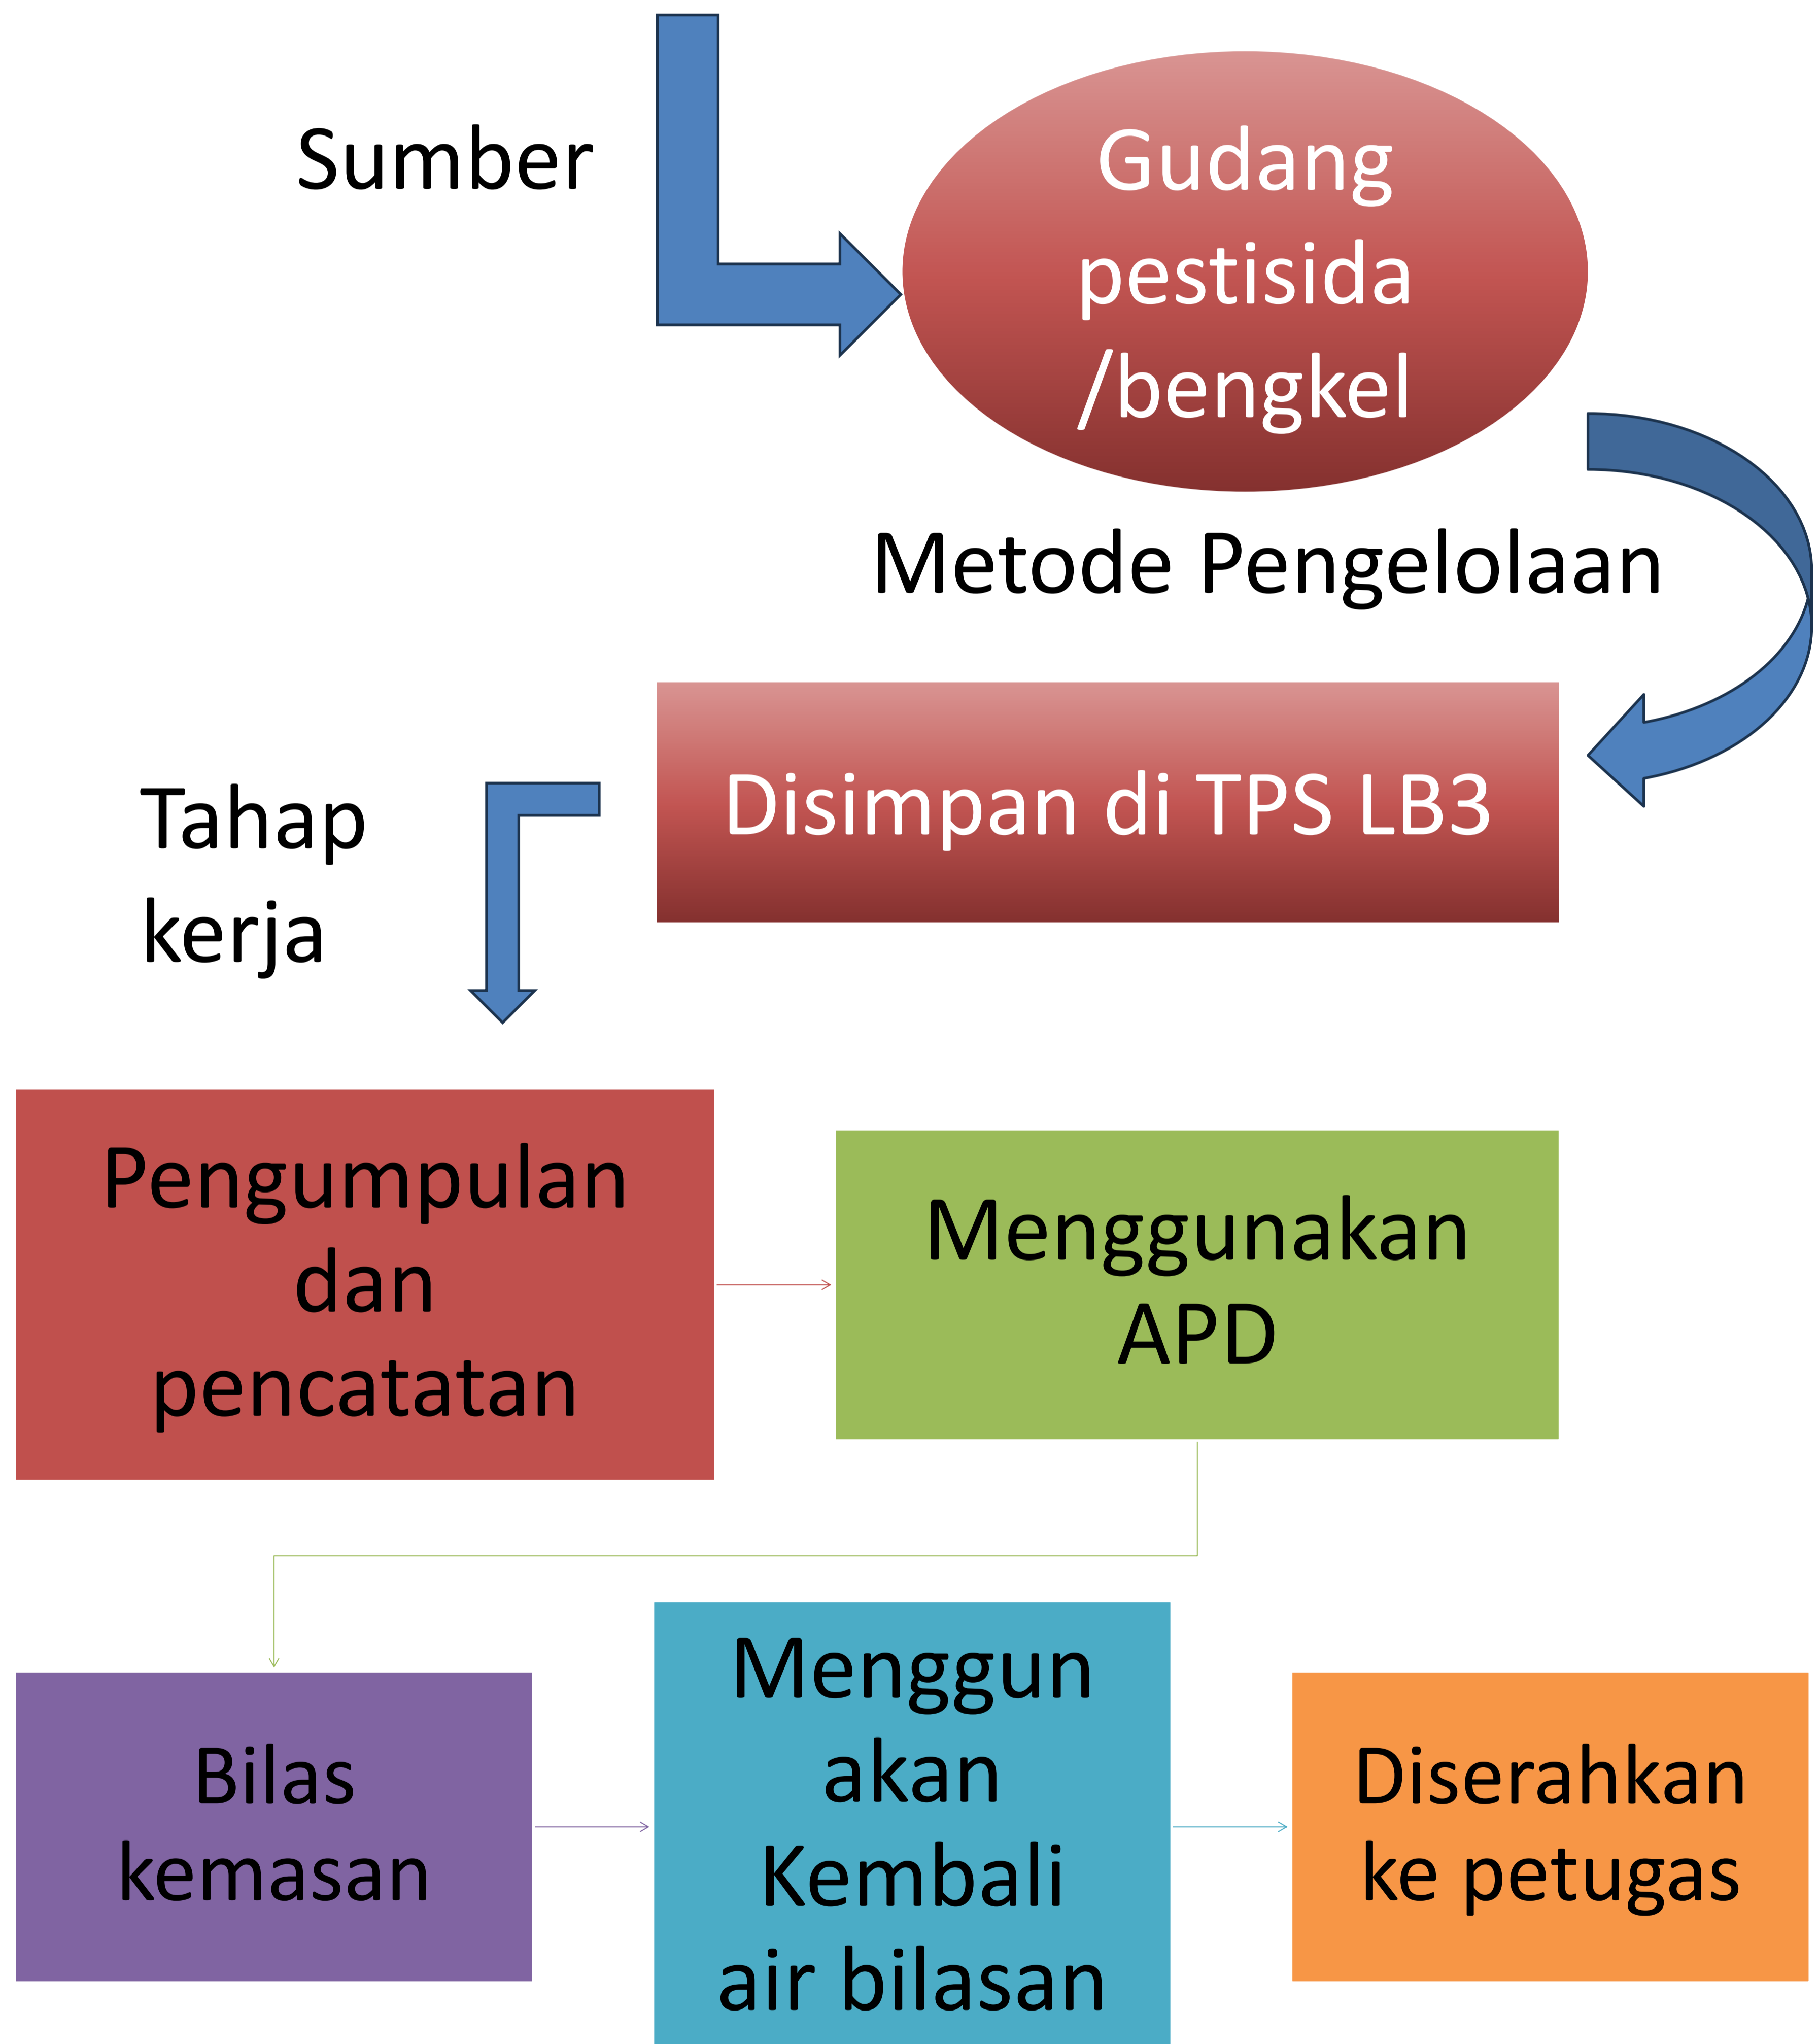 Sumber
Gudang
pestisida
/bengkel
Metode Pengelolaan
Disimpan di TPS LB3
Tahap
kerja
Pengumpulan
dan
pencatatan
Menggunakan
APD
Bilas
kemasan
Menggun
akan
Kembali
air bilasan
Diserahkan
ke petugas